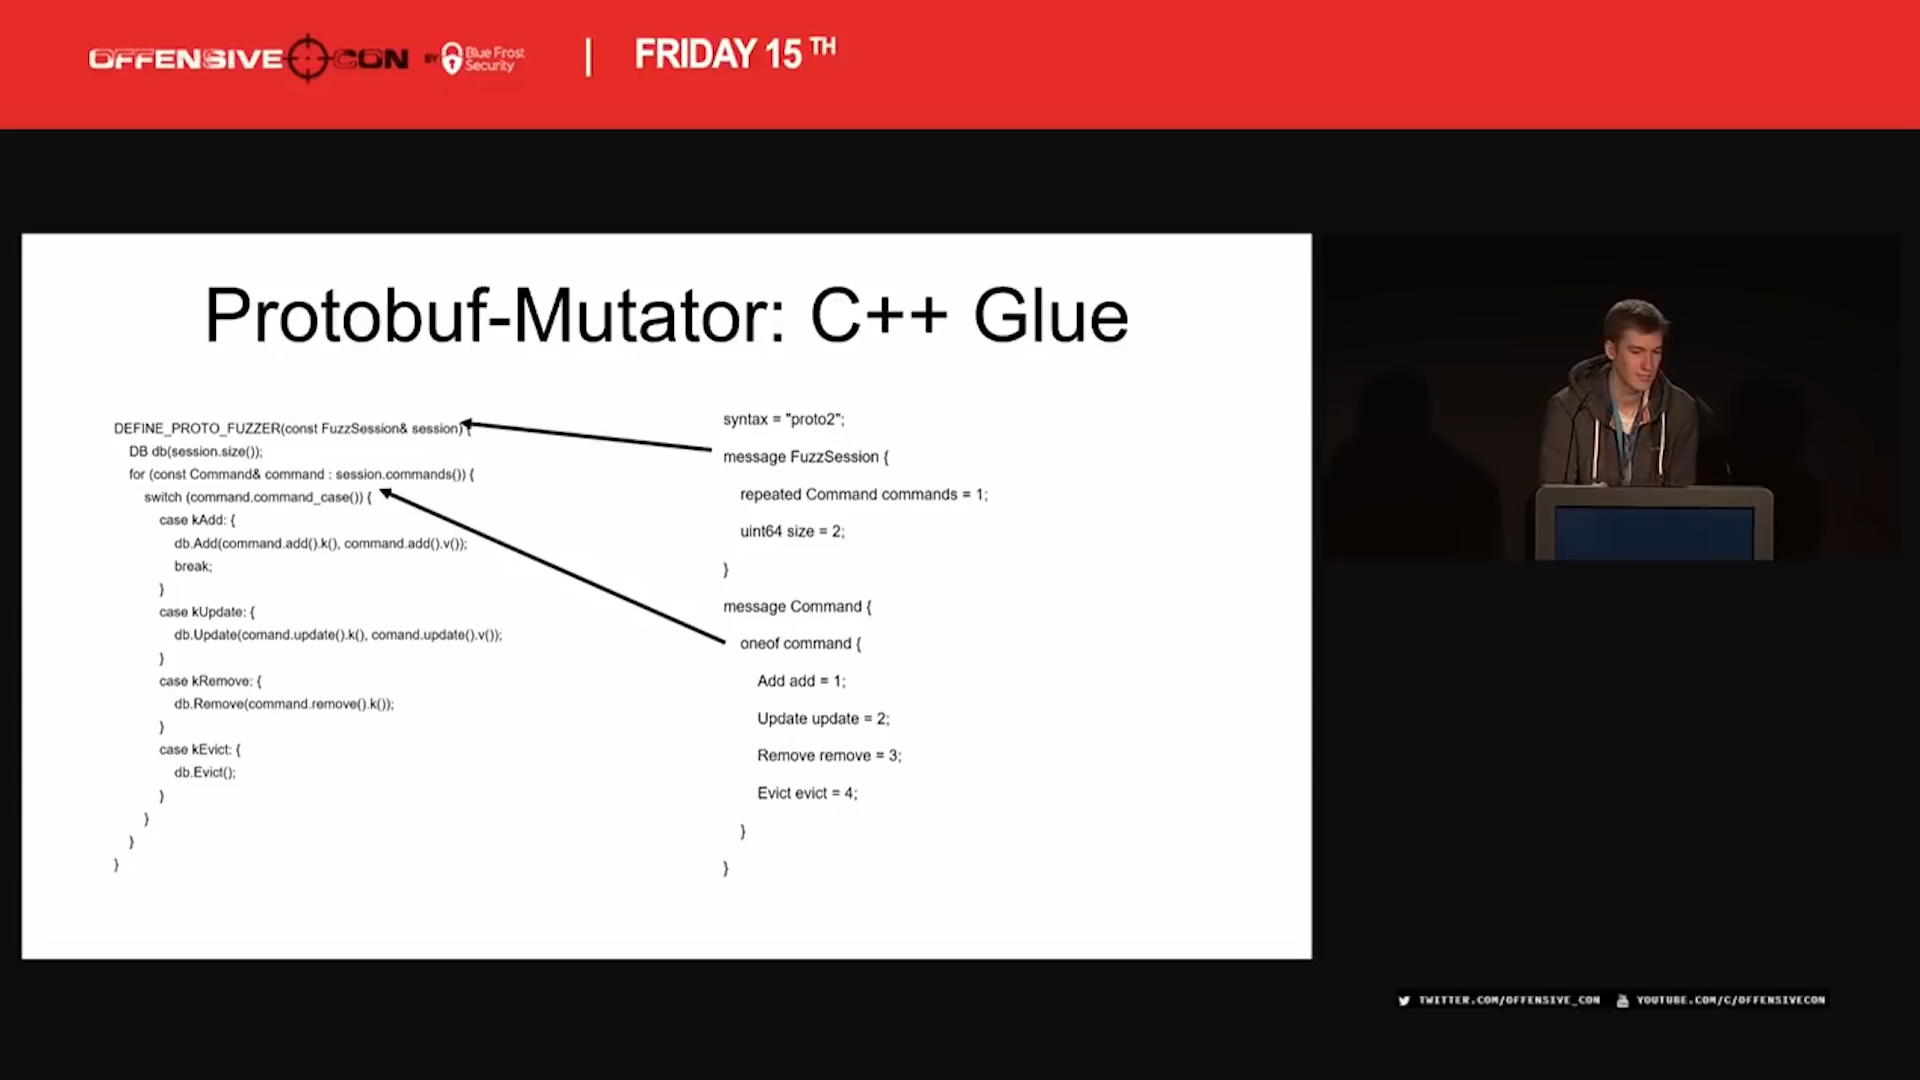 OFFENSIVE CON BY Blue Frost Security | FRIDAY 15 TH
Protobuf-Mutator: C++ Glue
DEFINE_PROTO_FUZZER(const FuzzSession& session) {
DB db(session.size());
for (const Command& command : session.commands()) {
switch (command.command_case()) {
case kAdd: {
db.Add(command.add().k(), command.add().v());
break;
}
case kUpdate: {
db.Update(comand.update().k(), comand.update().v());
}
case kRemove: {
db.Remove(command.remove().k());
}
case kEvict: {
db.Evict();
}
}
}
}
syntax = "proto2";
message FuzzSession {
repeated Command commands = 1;
uint64 size = 2;
}
message Command {
oneof command {
Add add = 1;
Update update = 2;
Remove remove = 3;
Evict evict = 4;
}
}
TWITTER.COM/OFFENSIVE_CON YOUTUBE.COM/C/OFFENSIVECON